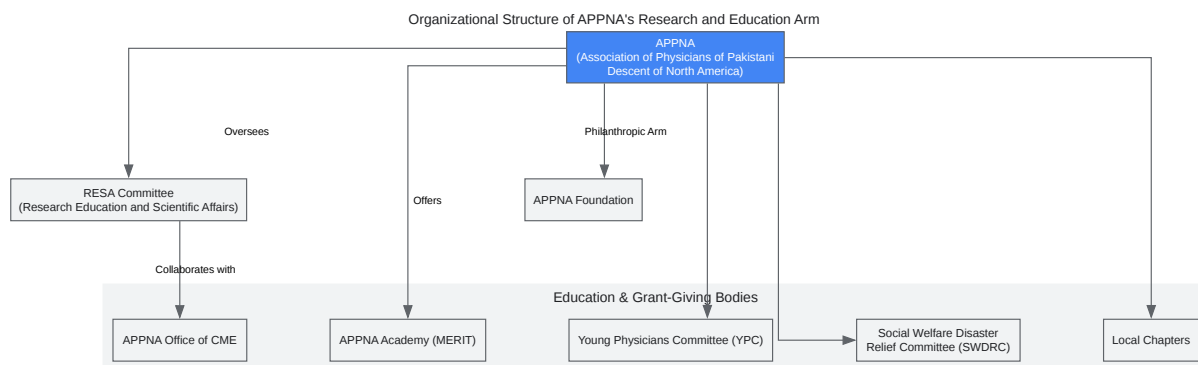 Organizational Structure of APPNA's Research and Education Arm
APPNA
(Association of Physicians of Pakistani
Descent of North America)
Oversees
Philanthropic Arm
RESA Committee
(Research Education and Scientific Affairs)
Offers
APPNA Foundation
Collaborates with
Education & Grant-Giving Bodies
APPNA Office of CME
APPNA Academy (MERIT)
Young Physicians Committee (YPC)
Social Welfare Disaster
Relief Committee (SWDRC)
Local Chapters